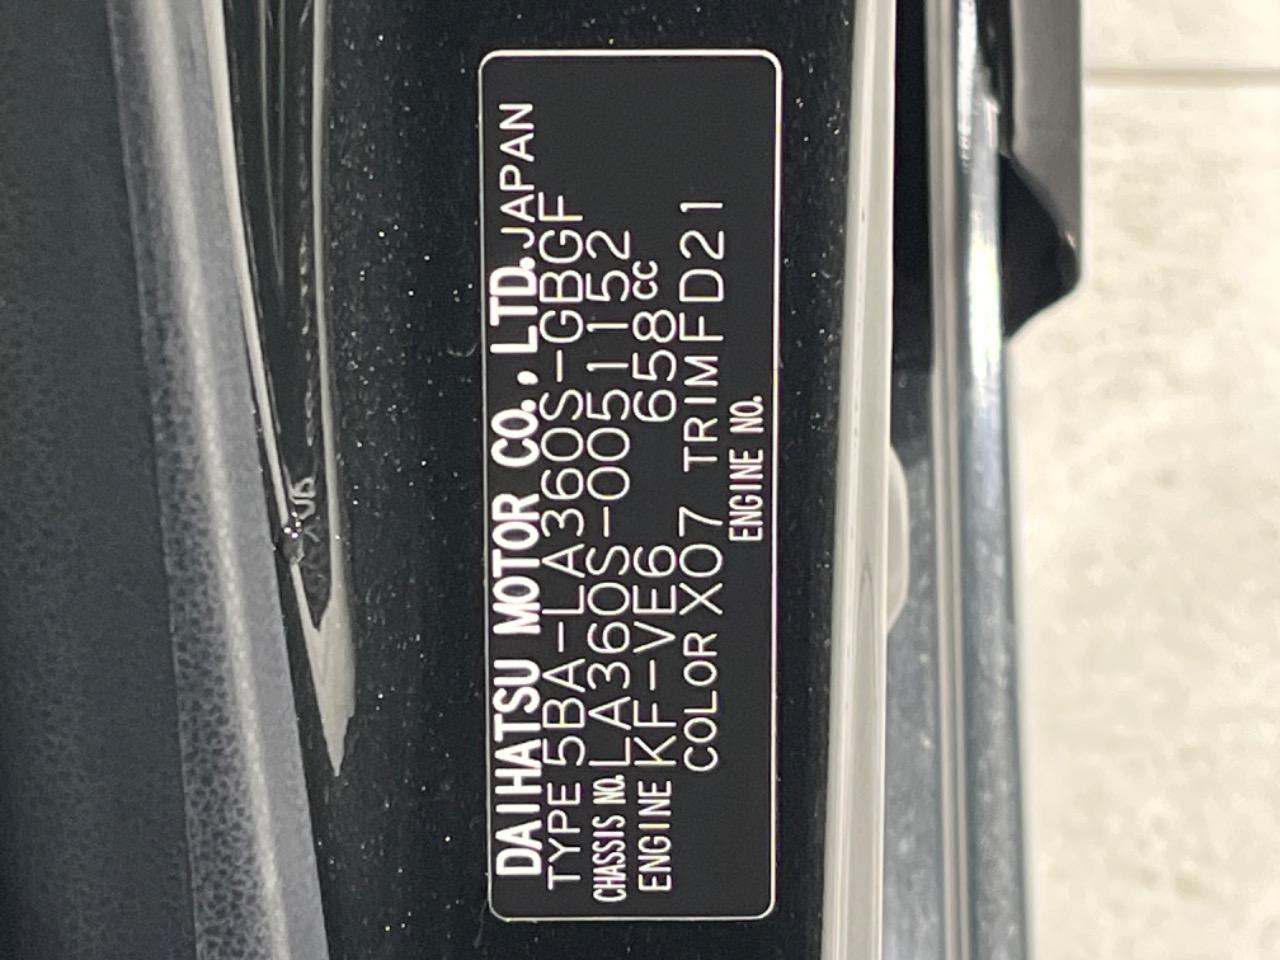 DAIHATSU MOTOR CO., LTD. JAPAN
TYPE 5BA-LA360S-GBGF
CHASSIS NO. LA360S-0051152
ENGINE KF-VE6 658cc
COLOR X07 TRIM FD21
ENGINE NO.